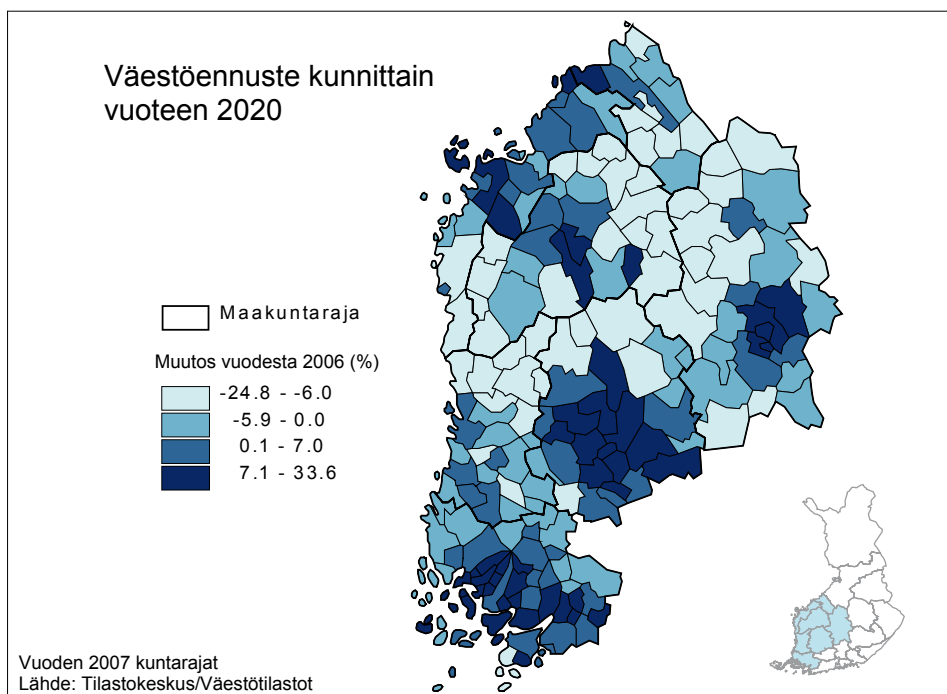 Väestöennuste kunnittain
vuoteen 2020
Maakuntaraja
Muutos vuodesta 2006 (%)
-24.8 - -6.0
-5.9 - 0.0
0.1 - 7.0
7.1 - 33.6
Vuoden 2007 kuntarajat
Lähde: Tilastokeskus/Väestötilastot